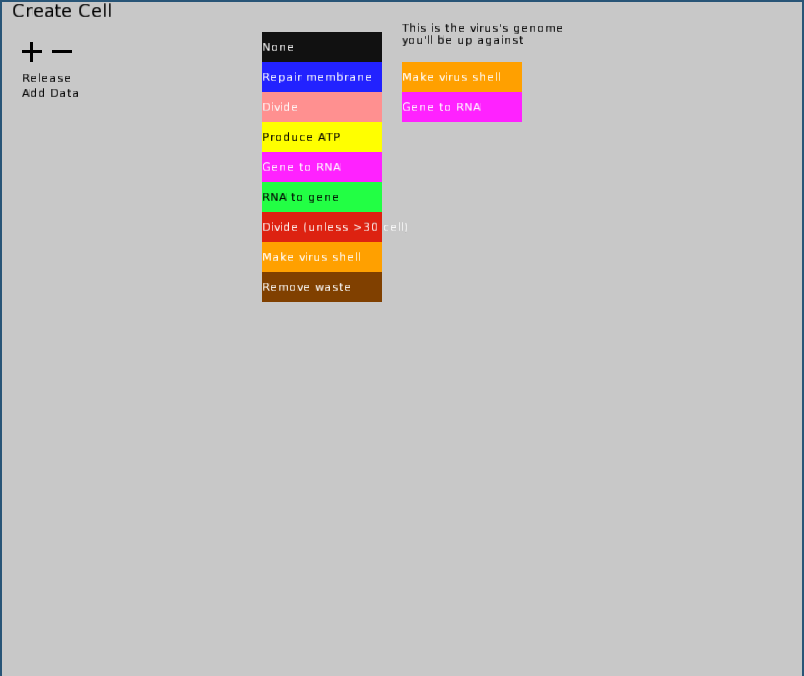 Create Cell
Release
Add Data
None
Repair membrane
Divide
Produce ATP
Gene to RNA
RNA to gene
Divide (unless >30 cell)
Make virus shell
Remove waste
This is the virus's genome
you'll be up against
Make virus shell
Gene to RNA